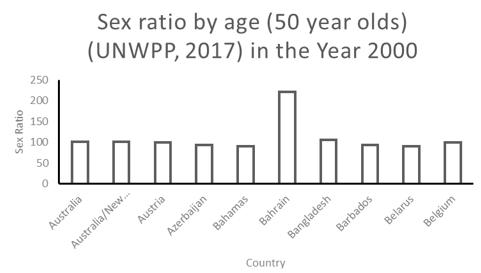 Sex ratio by age (50 year olds)
(UNWPP, 2017) in the Year 2000
250
200
150
100
50
0
Sex Ratio
Australia
Australia/New...
Austria
Azerbaijan
Bahamas
Bahrain
Bangladesh
Barbados
Belarus
Belgium
Country